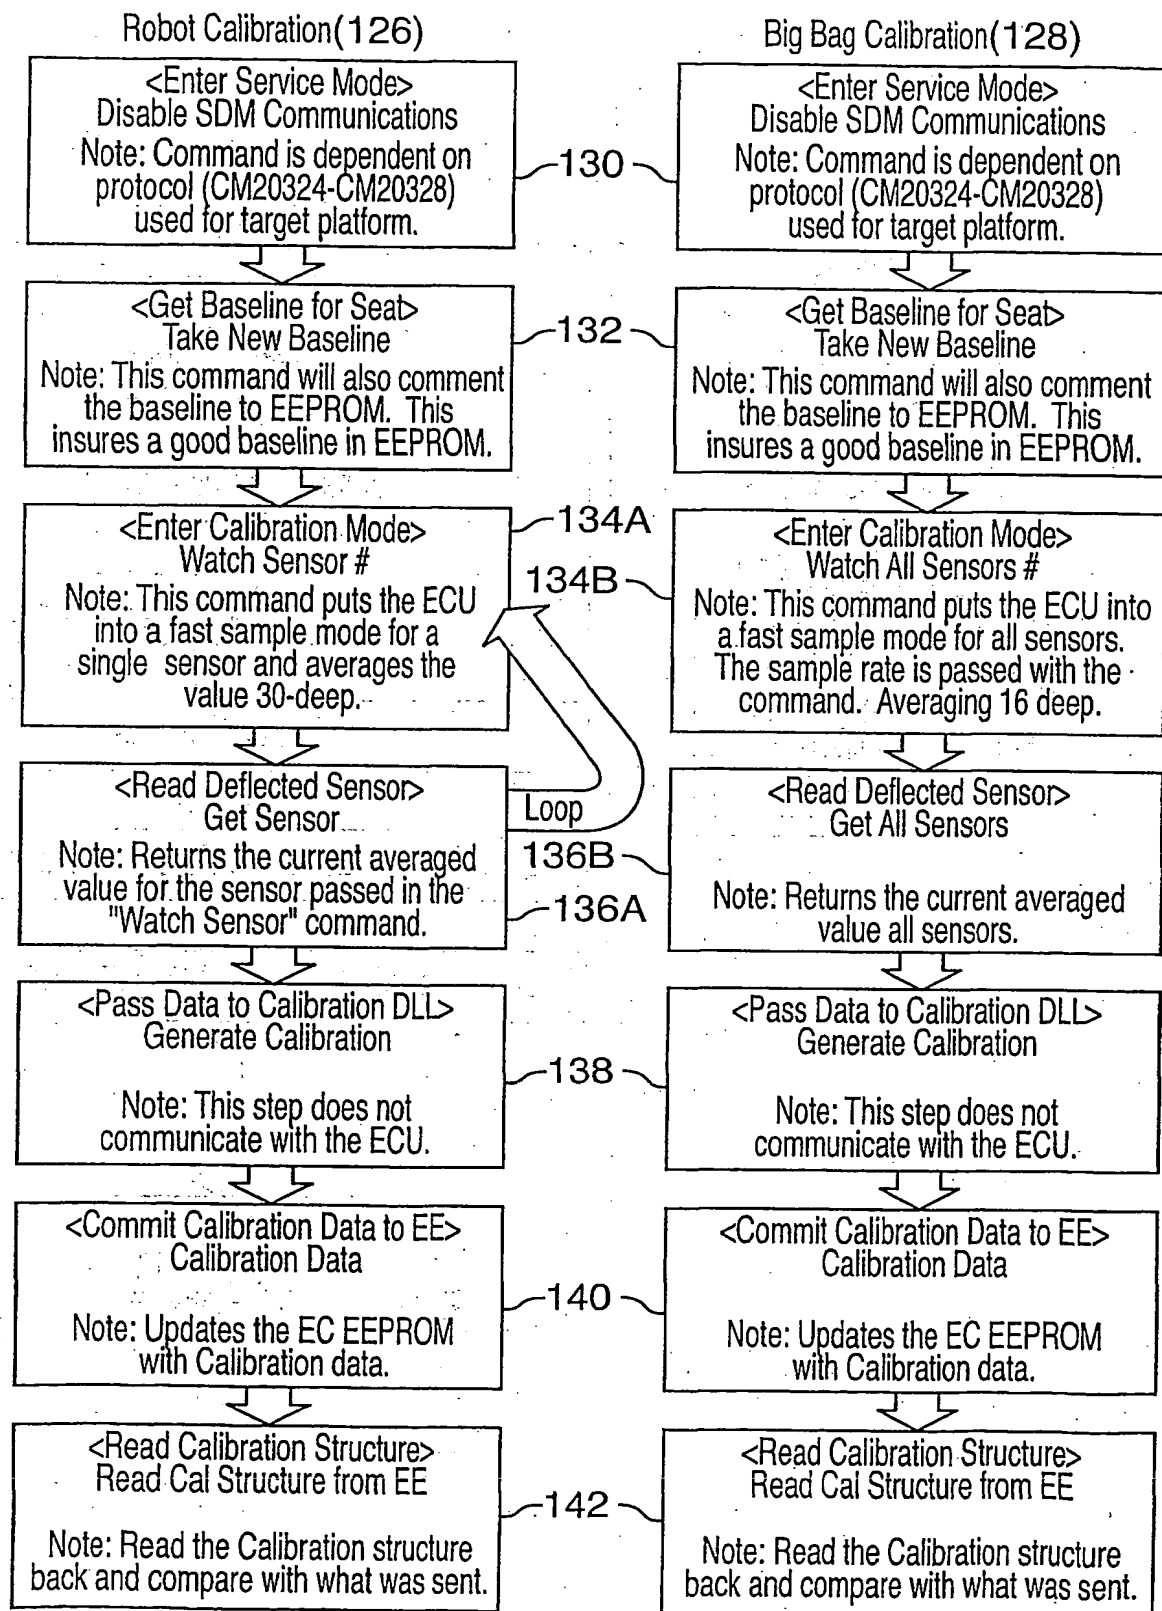 Robot Calibration(126)
<Enter Service Mode>
Disable SDM Communications
Note: Command is dependent on
protocol (CM20324-CM20328)
used for target platform.
<Get Baseline for Seat>
Take New Baseline
Note: This command will also comment
the baseline to EEPROM. This
insures a good baseline in EEPROM.
<Enter Calibration Mode>
Watch Sensor #
Note: This command puts the ECU
into a fast sample mode for a
single sensor and averages the
value 30-deep.
<Read Deflected Sensor>
Get Sensor
Note: Returns the current averaged
value for the sensor passed in the
"Watch Sensor" command.
<Pass Data to Calibration DLL>
Generate Calibration
Note: This step does not
communicate with the ECU.
<Commit Calibration Data to EE>
Calibration Data
Note: Updates the EC EEPROM
with Calibration data.
<Read Calibration Structure>
Read Cal Structure from EE
Note: Read the Calibration structure
back and compare with what was sent.
130
132
134A
134B
Loop
136B
136A
138
140
142
Big Bag Calibration(128)
<Enter Service Mode>
Disable SDM Communications
Note: Command is dependent on
protocol (CM20324-CM20328)
used for target platform.
<Get Baseline for Seat>
Take New Baseline
Note: This command will also comment
the baseline to EEPROM. This
insures a good baseline in EEPROM.
<Enter Calibration Mode>
Watch All Sensors #
Note: This command puts the ECU into
a fast sample mode for all sensors.
The sample rate is passed with the
command. Averaging 16 deep.
<Read Deflected Sensor>
Get All Sensors
Note: Returns the current averaged
value all sensors.
<Pass Data to Calibration DLL>
Generate Calibration
Note: This step does not
communicate with the ECU.
<Commit Calibration Data to EE>
Calibration Data
Note: Updates the EC EEPROM
with Calibration data.
<Read Calibration Structure>
Read Cal Structure from EE
Note: Read the Calibration structure
back and compare with what was sent.